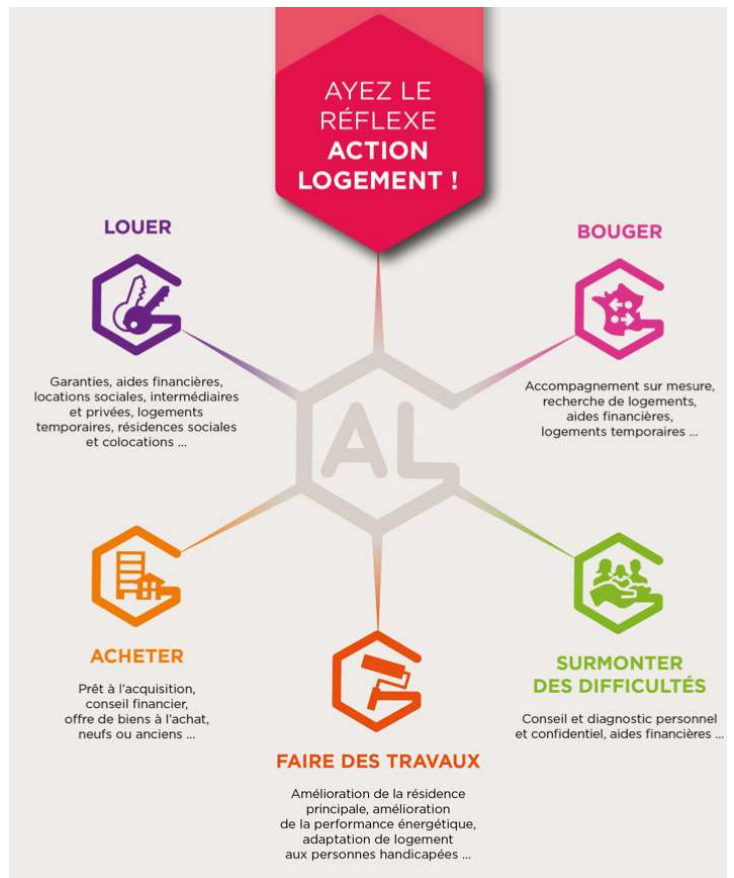 AYEZ LE
RÉFLEXE
ACTION
LOGEMENT !
LOUER
Garanties, aides financières,
locations sociales, intermédiaires
et privées, logements
temporaires, résidences sociales
et colocations ...
BOUGER
Accompagnement sur mesure,
recherche de logements,
aides financières,
logements temporaires ...
AL
ACHETER
Prêt à l'acquisition,
conseil financier,
offre de biens à l'achat,
neufs ou anciens ...
FAIRE DES TRAVAUX
Amélioration de la résidence
principale, amélioration
de la performance énergétique,
adaptation de logement
aux personnes handicapées ...
SURMONTER
DES DIFFICULTÉS
Conseil et diagnostic personnel
et confidentiel, aides financières ...